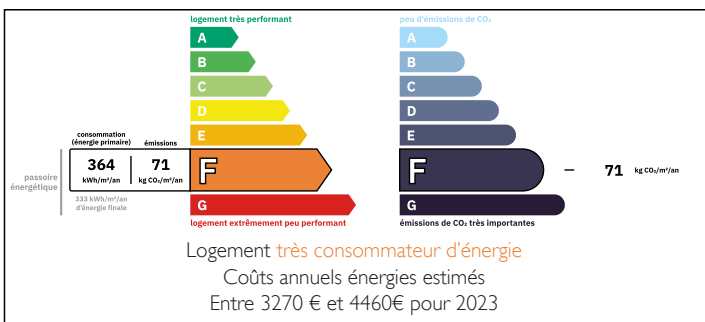 logement très performant
A
B
C
D
E
consommation
(énergie primaire)
émissions
passoire
énergétique
364
kWh/m²/an
71
kg CO₂/m²/an
F
333 kWh/m²/an
d'énergie finale
G
logement extrêmement peu performant
peu d'émissions de CO₂
A
B
C
D
E
F
71 kg CO₂/m²/an
G
émissions de CO₂ très importantes
Logement très consommateur d'énergie
Coûts annuels énergies estimés
Entre 3270 € et 4460€ pour 2023